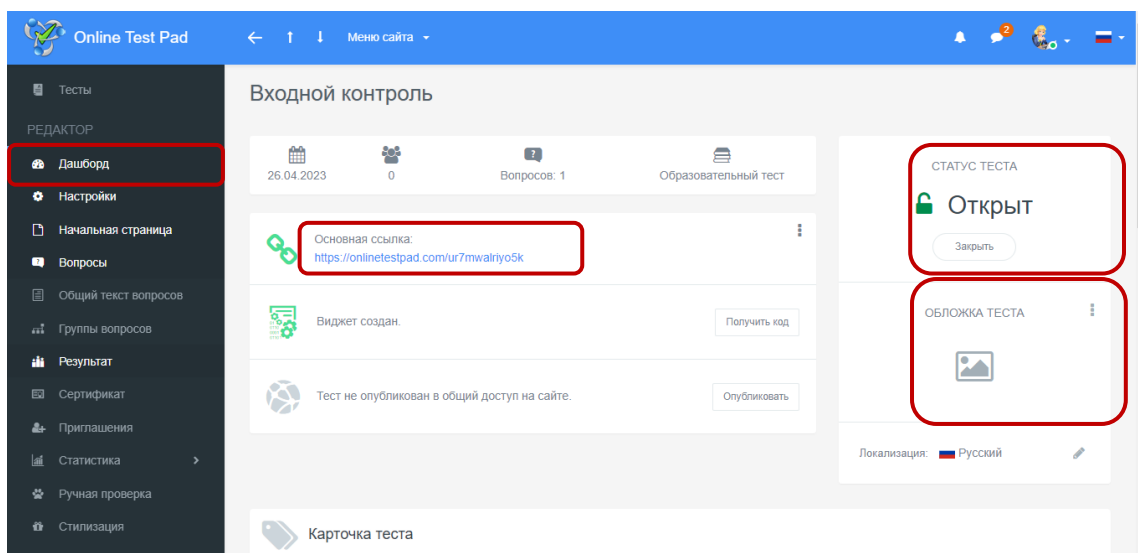 Online Test Pad
Меню сайта
2
Тесты
РЕДАКТОР
Дашборд
Настройки
Начальная страница
Вопросы
Общий текст вопросов
Группы вопросов
Результат
Сертификат
Приглашения
Статистика
Ручная проверка
Стилизация
Входной контроль
26.04.2023
0
Вопросов: 1
Образовательный тест
Основная ссылка:
https://onlinetestpad.com/ur7mwalriyo5k
Виджет создан.
Получить код
Тест не опубликован в общий доступ на сайте.
Опубликовать
СТАТУС ТЕСТА
Открыт
Закрыть
ОБЛОЖКА ТЕСТА
Локализация: Русский
Карточка теста